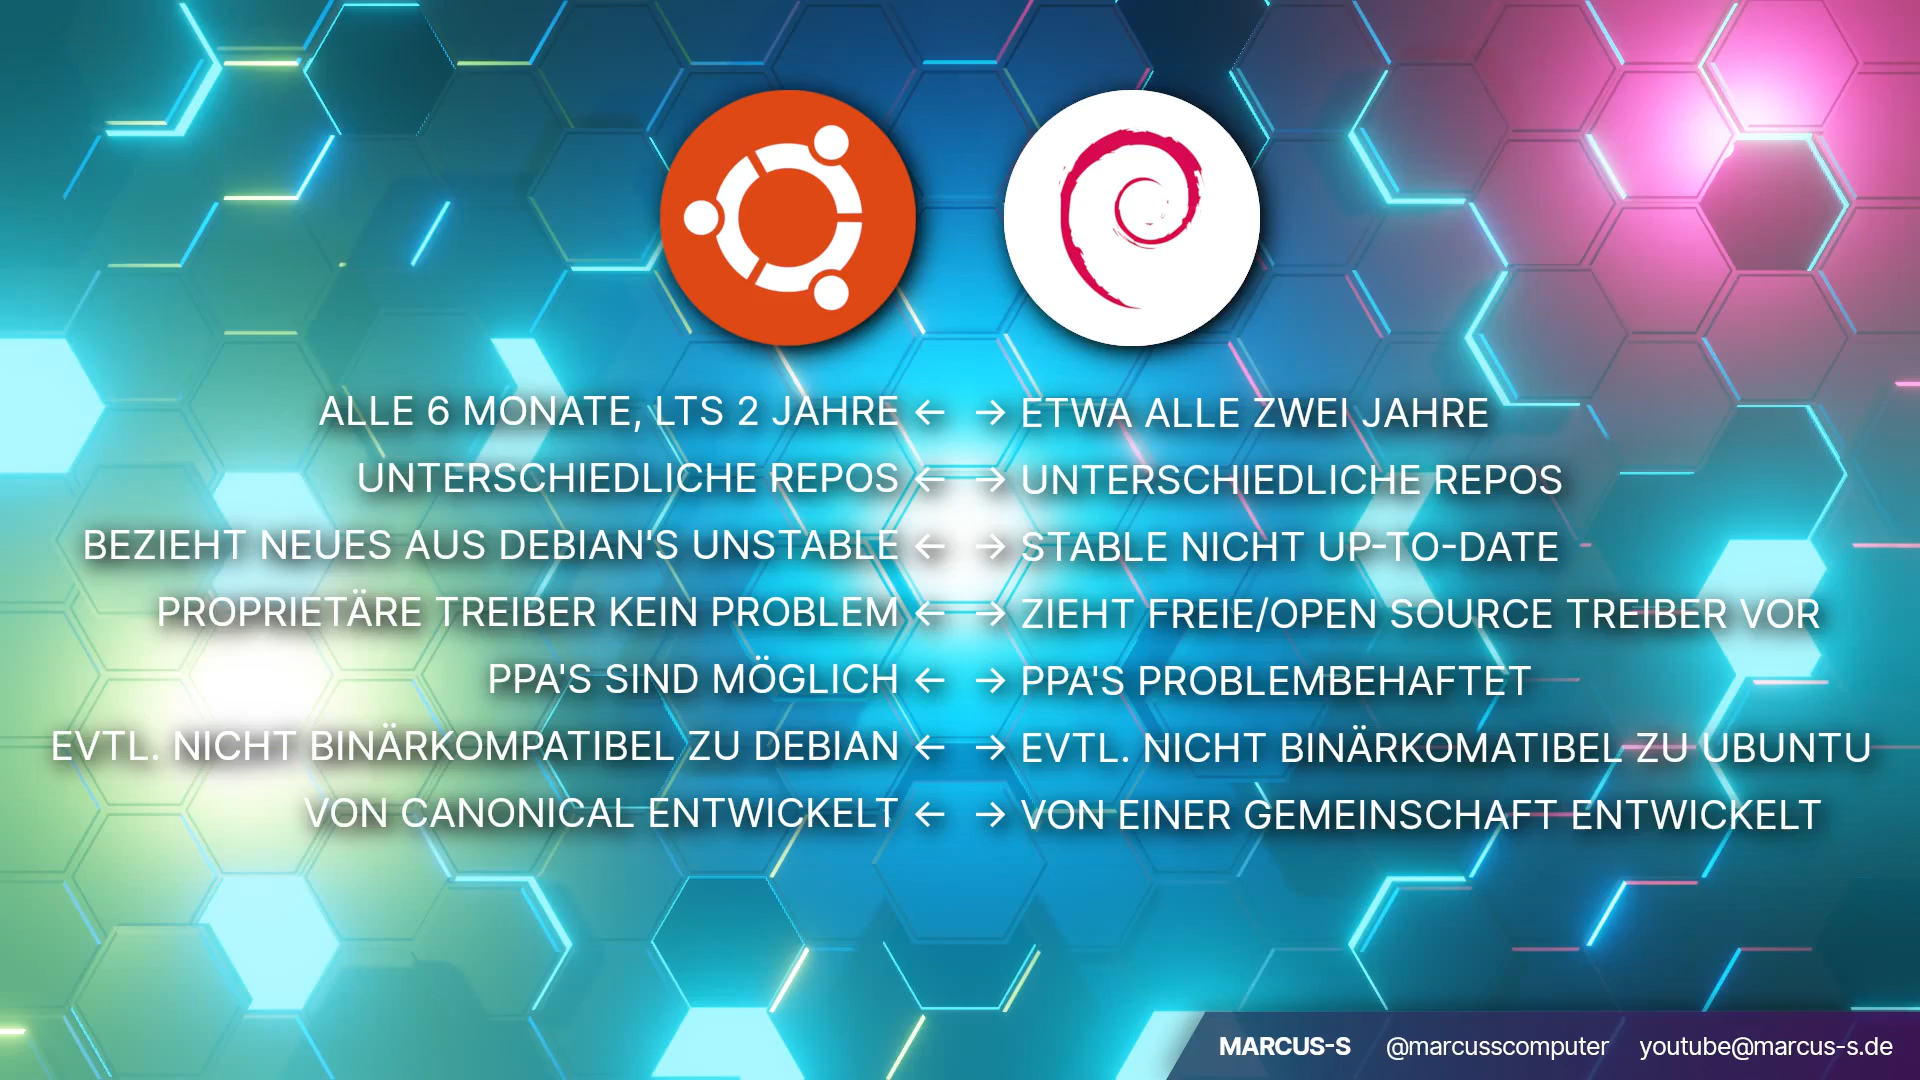 ALLE 6 MONATE, LTS 2 JAHRE ← → ETWA ALLE ZWEI JAHRE
UNTERSCHIEDLICHE REPOS ← → UNTERSCHIEDLICHE REPOS
BEZIEHT NEUES AUS DEBIAN'S UNSTABLE ← → STABLE NICHT UP-TO-DATE
PROPRIETÄRE TREIBER KEIN PROBLEM ← → ZIEHT FREIE/OPEN SOURCE TREIBER VOR
PPA'S SIND MÖGLICH ← → PPA'S PROBLEMBEHAFTET
EVTL. NICHT BINÄRKOMPATIBEL ZU DEBIAN ← → EVTL. NICHT BINÄRKOMATIBEL ZU UBUNTU
VON CANONICAL ENTWICKELT ← → VON EINER GEMEINSCHAFT ENTWICKELT
MARCUS-S @marcusscomputer youtube@marcus-s.de